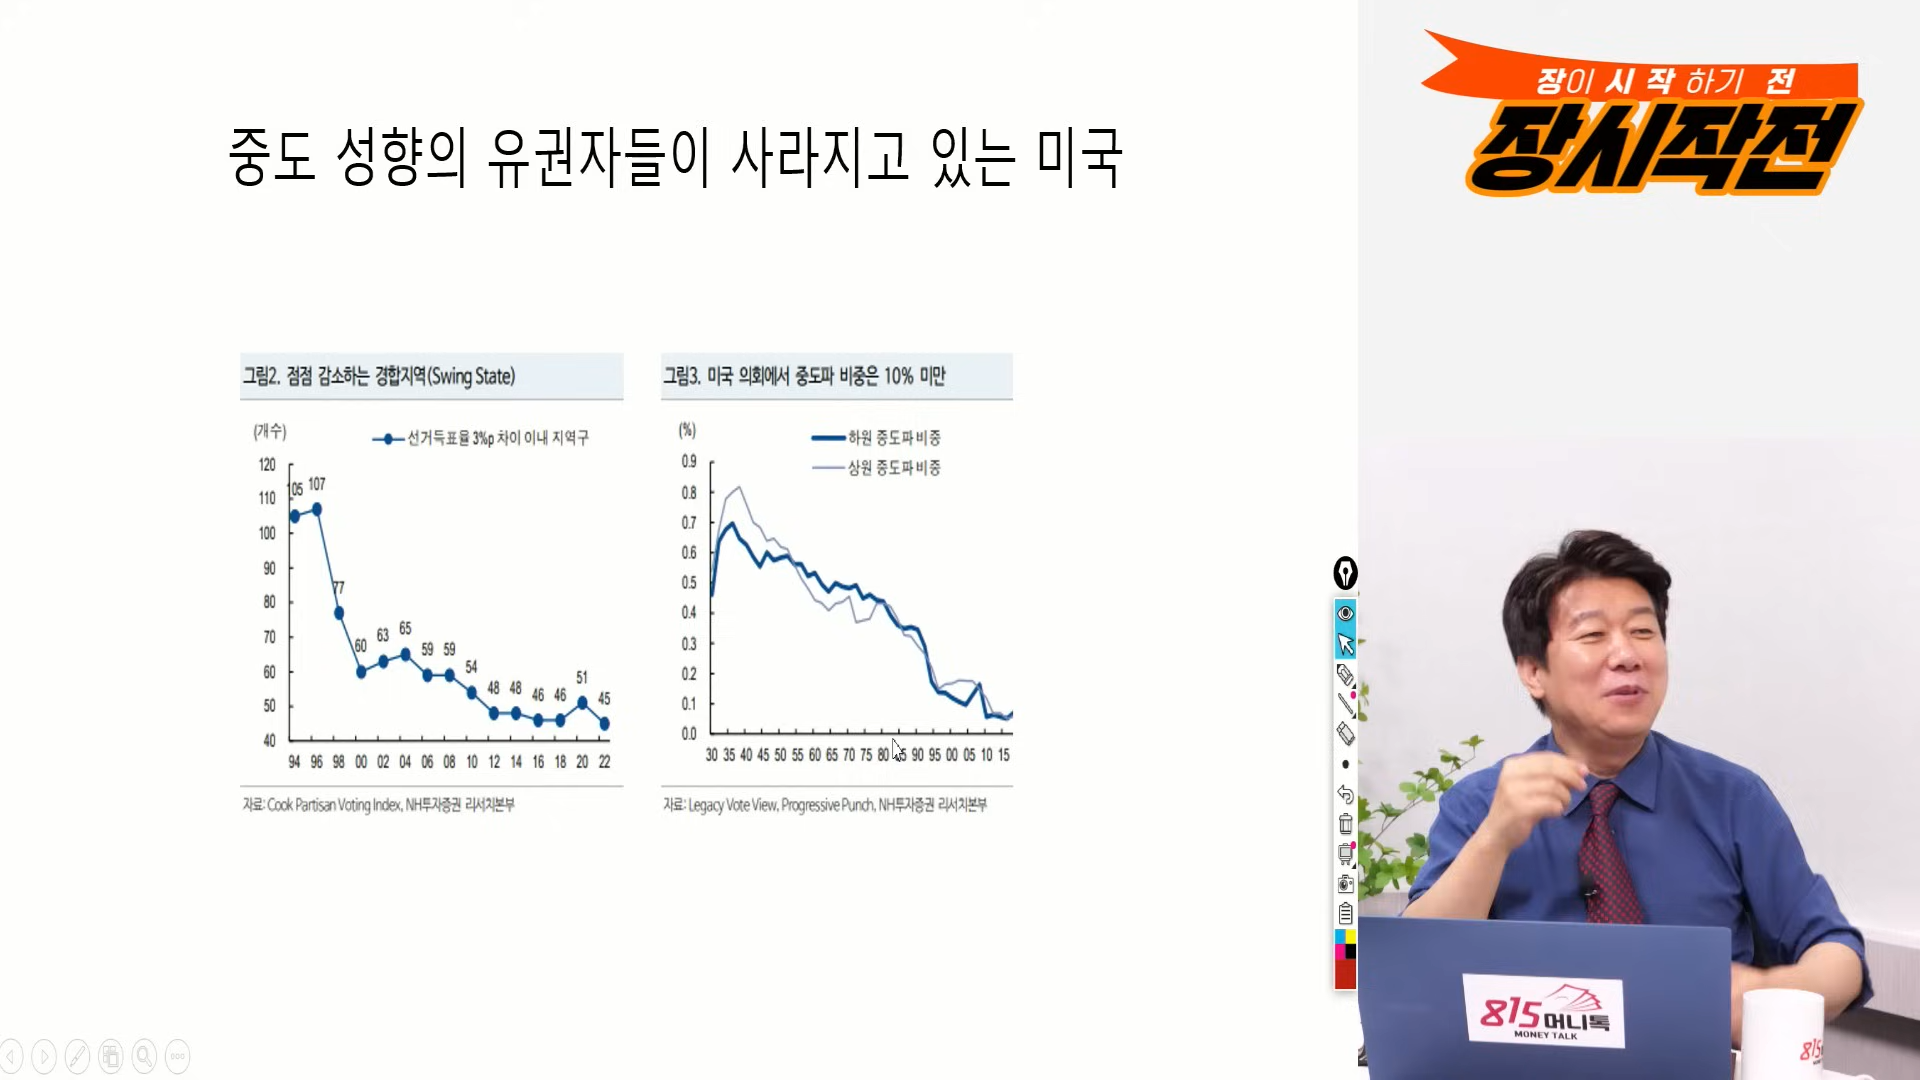 중도 성향의 유권자들이 사라지고 있는 미국
장이 시작하기 전
장시작전
그림2. 점점 감소하는 경합지역(Swing State)
(개수)
선거득표율 3%p 차이 이내 지역구
120
110
100
90
80
70
60
50
40
105 107 77 60 63 65 59 59 54 48 48 46 46 51 45
94 96 98 00 02 04 06 08 10 12 14 16 18 20 22
자료: Cook Partisan Voting Index, NH투자증권 리서치본부
그림3. 미국 의회에서 중도파 비중은 10% 미만
(%)
하원 중도파 비중
상원 중도파 비중
0.9
0.8
0.7
0.6
0.5
0.4
0.3
0.2
0.1
0.0
30 35 40 45 50 55 60 65 70 75 80 85 90 95 00 05 10 15
자료: Legacy Vote View, Progressive Punch, NH투자증권 리서치본부
815머니톡
MONEY TALK
815